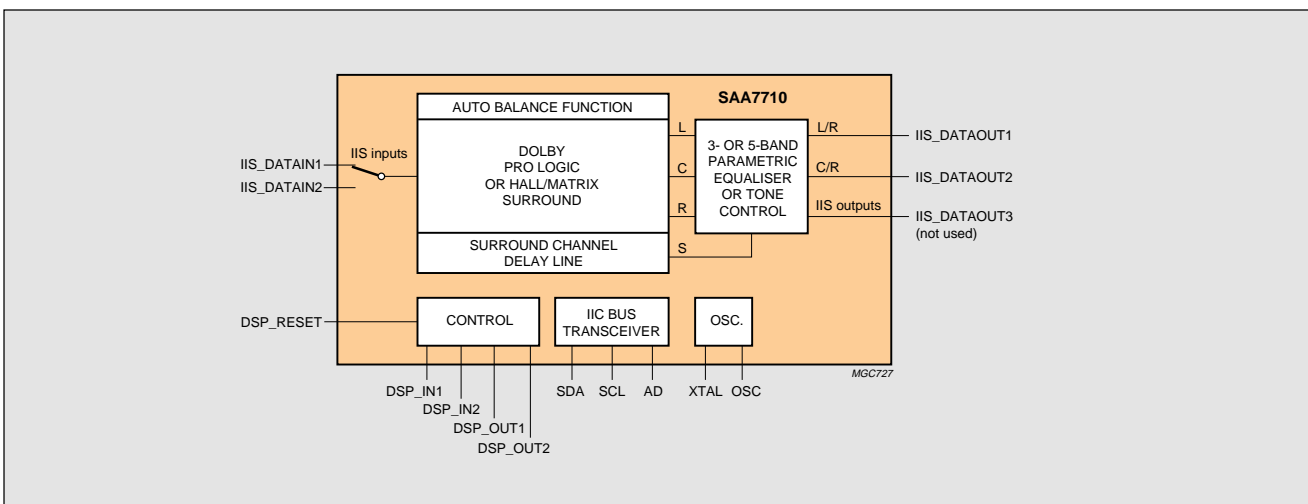 SAA7710
AUTO BALANCE FUNCTION
IIS_DATAIN1
IIS_DATAIN2
IIS inputs
DOLBY
PRO LOGIC
OR HALL/MATRIX
SURROUND
SURROUND CHANNEL
DELAY LINE
L
C
R
S
3- OR 5-BAND
PARAMETRIC
EQUALISER
OR TONE
CONTROL
L/R
C/R
IIS outputs
IIS_DATAOUT1
IIS_DATAOUT2
IIS_DATAOUT3
(not used)
DSP_RESET
CONTROL
IIC BUS
TRANSCEIVER
OSC.
MGC727
DSP_IN1
DSP_IN2
DSP_OUT1
DSP_OUT2
SDA
SCL
AD
XTAL
OSC